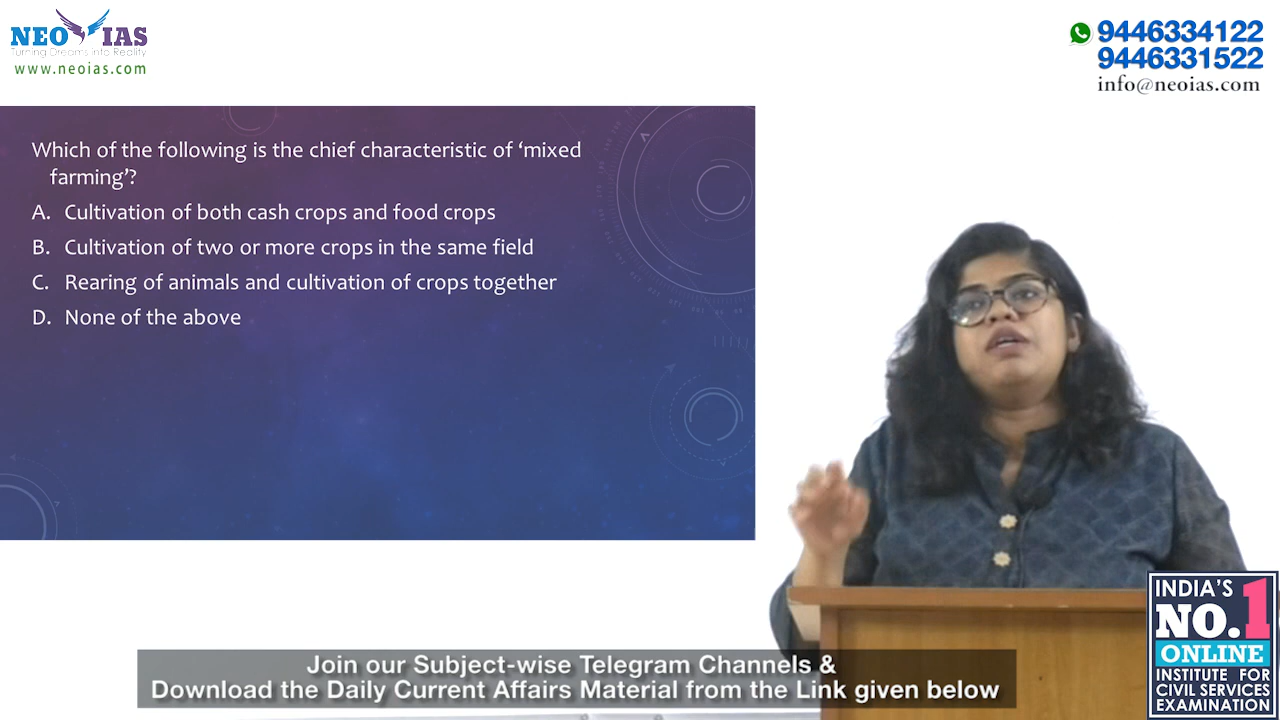 NEO IAS
Turning Dreams Into Reality
www.neoias.com
9446334122
9446331522
info@neoias.com
Which of the following is the chief characteristic of ‘mixed
farming’?
A. Cultivation of both cash crops and food crops
B. Cultivation of two or more crops in the same field
C. Rearing of animals and cultivation of crops together
D. None of the above
INDIA'S
NO.1
ONLINE
INSTITUTE FOR
CIVIL SERVICES
EXAMINATION
Join our Subject-wise Telegram Channels &
Download the Daily Current Affairs Material from the Link given below